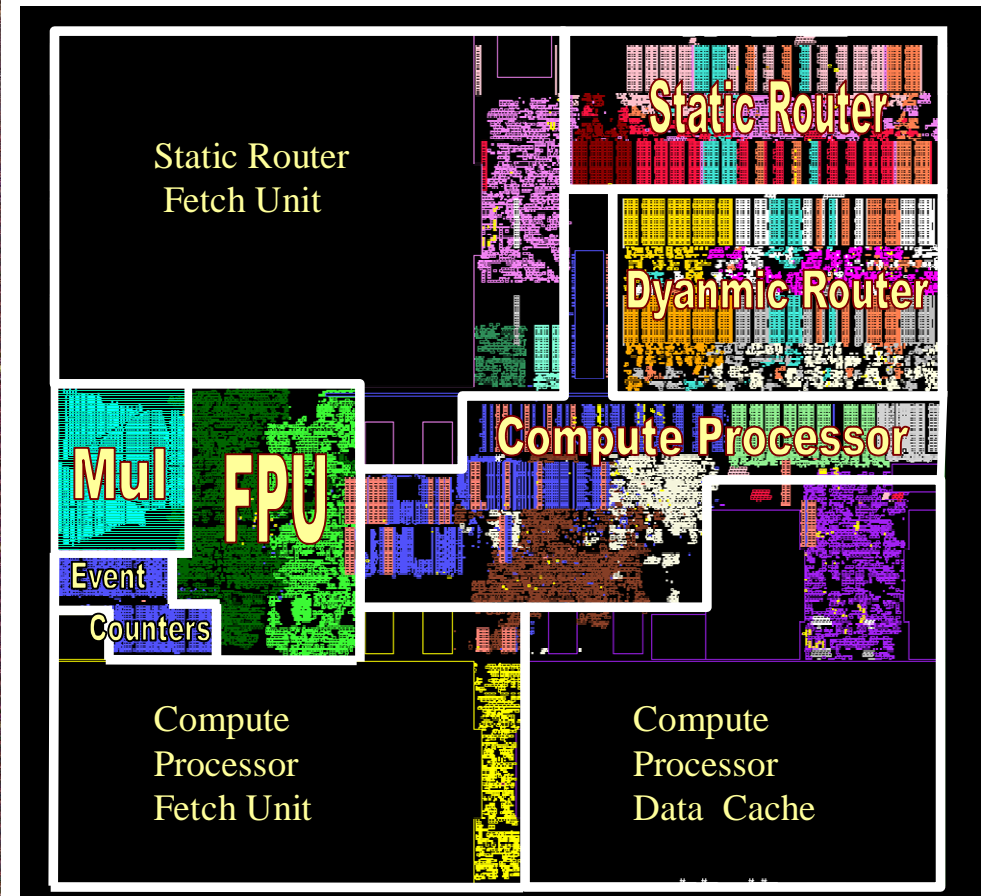 Static Router
Static Router
Fetch Unit
Dyanmic Router
Compute Processor
Mul
FPU
Event
Counters
Compute
Processor
Fetch Unit
Compute
Processor
Data Cache